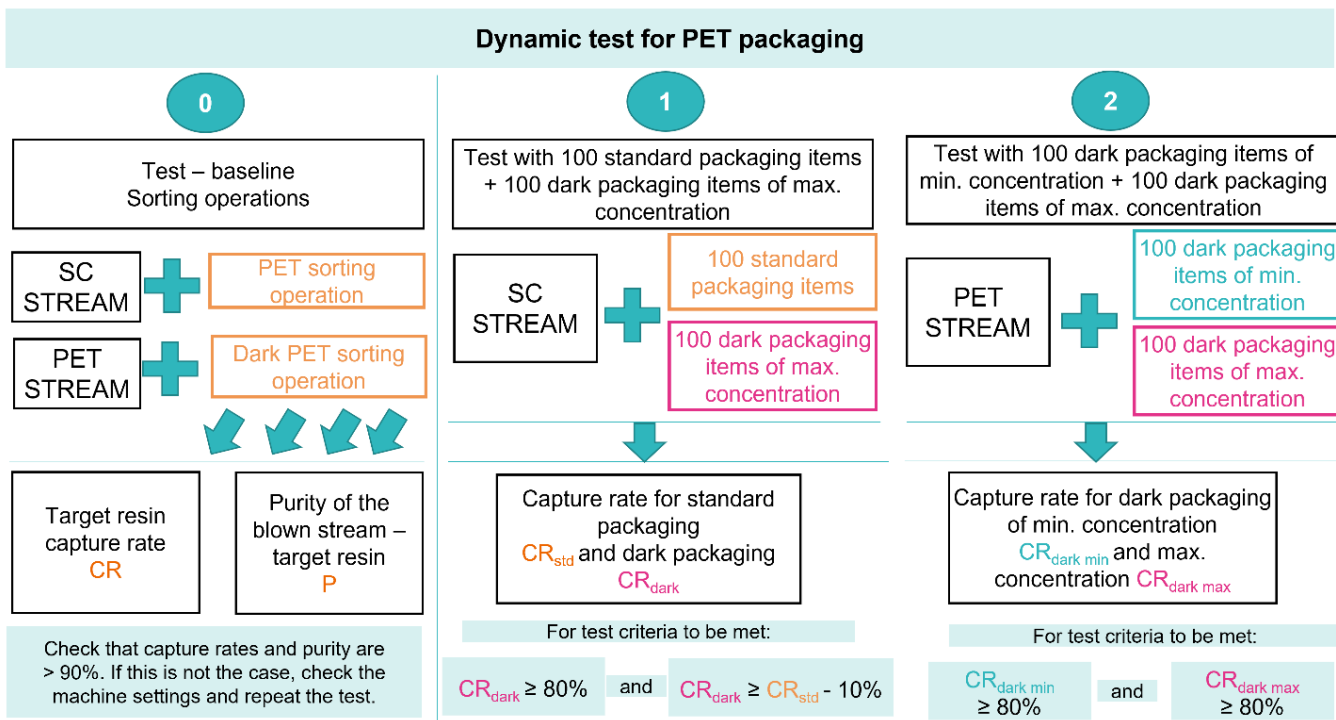 Dynamic test for PET packaging
0
Test – baseline
Sorting operations
SC
STREAM
PET sorting
operation
PET
STREAM
Dark PET sorting
operation
Target resin
capture rate
CR
Purity of the
blown stream –
target resin
P
Check that capture rates and purity are
> 90%. If this is not the case, check the
machine settings and repeat the test.
1
Test with 100 standard packaging items
+ 100 dark packaging items of max.
concentration
SC
STREAM
100 standard
packaging items
100 dark packaging
items of max.
concentration
Capture rate for standard
packaging
CRstd and dark packaging
CRdark
For test criteria to be met:
CRdark ≥ 80%
and
CRdark ≥ CRstd - 10%
2
Test with 100 dark packaging items of
min. concentration + 100 dark packaging
items of max. concentration
PET
STREAM
100 dark packaging
items of min.
concentration
100 dark packaging
items of max.
concentration
Capture rate for dark packaging
of min. concentration
CRdark min and max.
concentration CRdark max
For test criteria to be met:
CRdark min
≥ 80%
and
CRdark max
≥ 80%